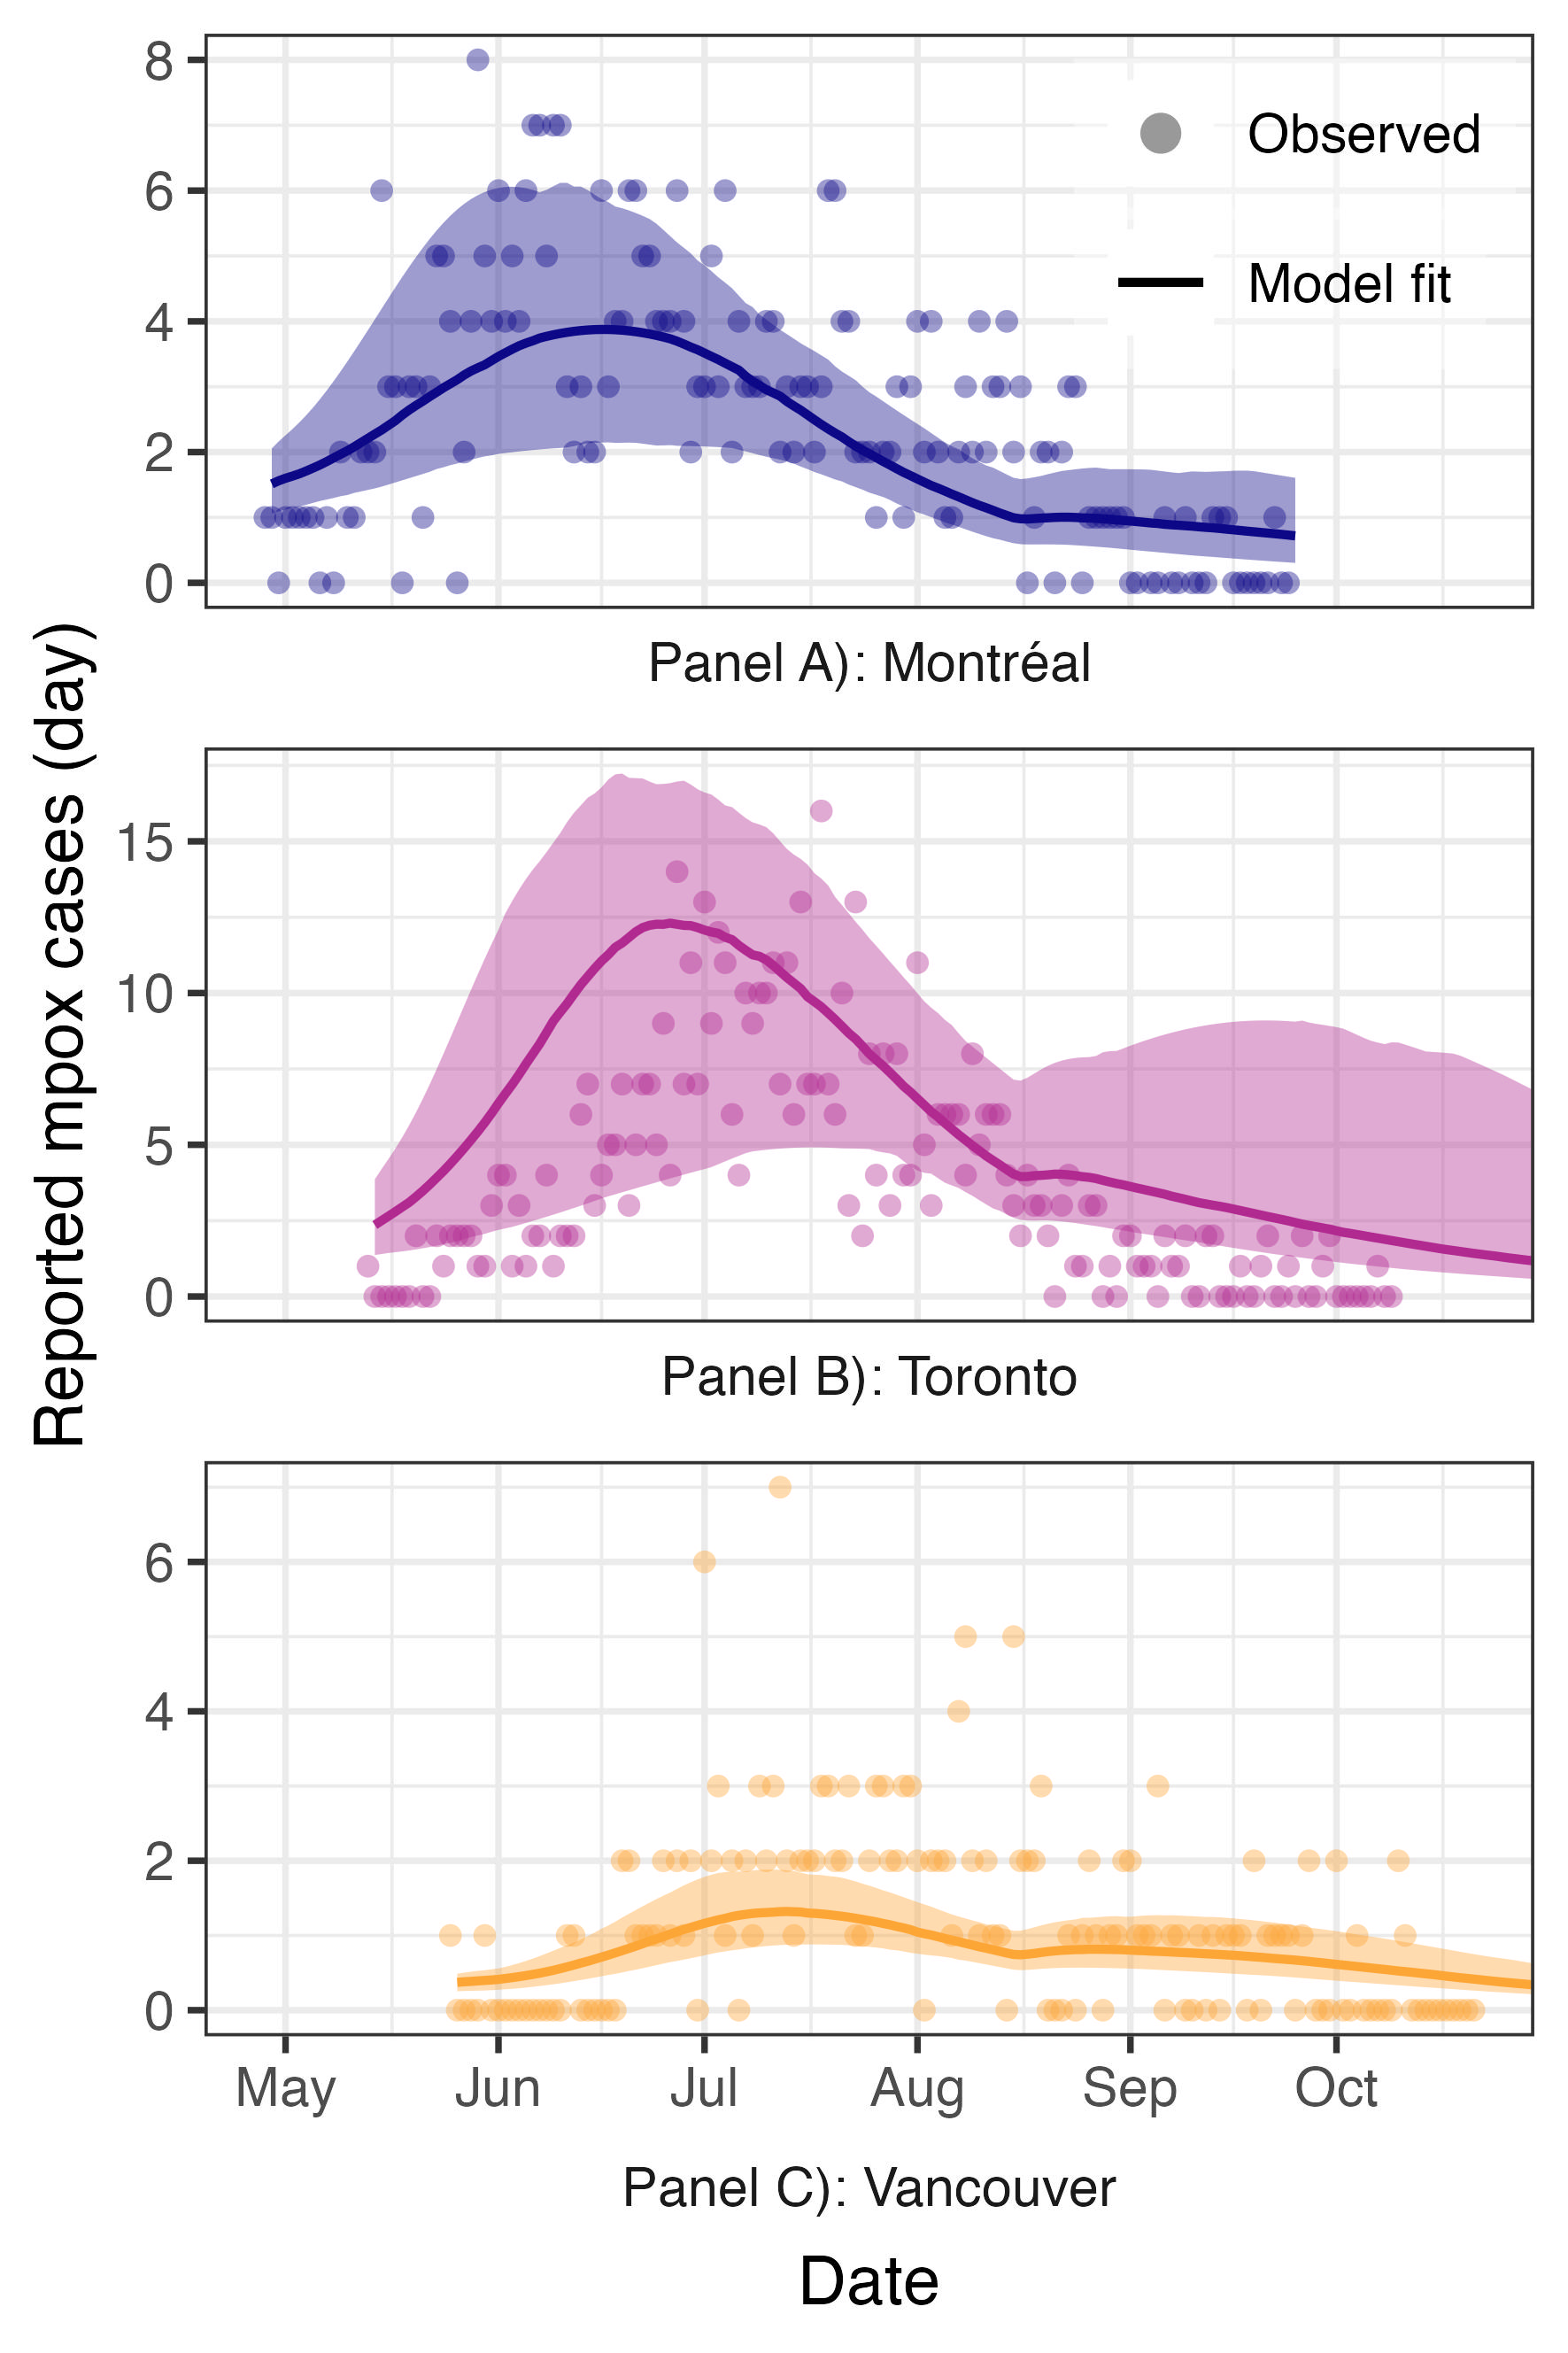 Reported mpox cases (day)
8
6
4
2
0
Observed
Model fit
Panel A): Montréal
15
10
5
0
Panel B): Toronto
6
4
2
0
May Jun Jul Aug Sep Oct
Panel C): Vancouver
Date